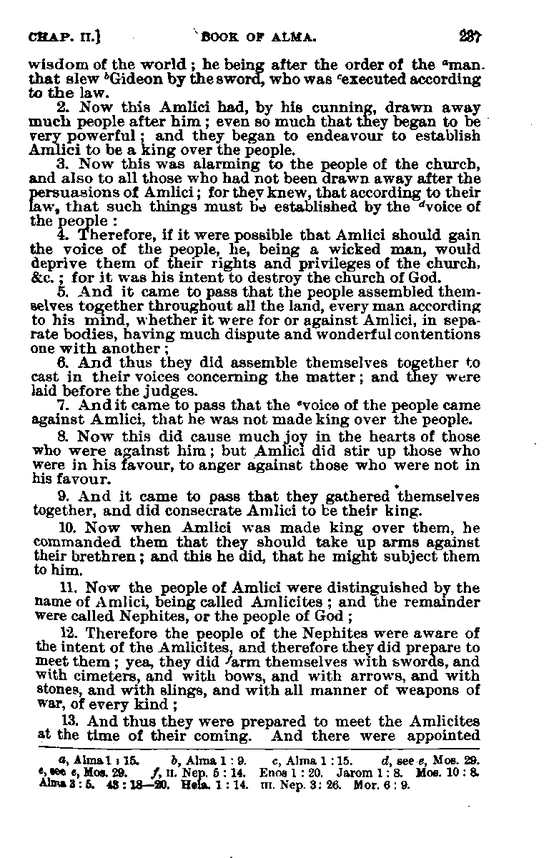 CHAP. II.] BOOK OF ALMA. 237
wisdom of the world ; he being after the order of the ᵃman.
that slew ᵇGideon by the sword, who was ᶜexecuted according
to the law.
2. Now this Amlici had, by his cunning, drawn away
much people after him ; even so much that they began to be
very powerful ; and they began to endeavour to establish
Amlici to be a king over the people.
3. Now this was alarming to the people of the church,
and also to all those who had not been drawn away after the
persuasions of Amlici ; for they knew, that according to their
law, that such things must be established by the ᵈvoice of
the people :
4. Therefore, if it were possible that Amlici should gain
the voice of the people, he, being a wicked man, would
deprive them of their rights and privileges of the church,
&c. ; for it was his intent to destroy the church of God.
5. And it came to pass that the people assembled them-
selves together throughout all the land, every man according
to his mind, whether it were for or against Amlici, in sepa-
rate bodies, having much dispute and wonderful contentions
one with another ;
6. And thus they did assemble themselves together to
cast in their voices concerning the matter ; and they were
laid before the judges.
7. And it came to pass that the ᵉvoice of the people came
against Amlici, that he was not made king over the people.
8. Now this did cause much joy in the hearts of those
who were against him ; but Amlici did stir up those who
were in his favour, to anger against those who were not in
his favour.
9. And it came to pass that they gathered themselves
together, and did consecrate Amlici to be their king.
10. Now when Amlici was made king over them, he
commanded them that they should take up arms against
their brethren ; and this he did, that he might subject them
to him.
11. Now the people of Amlici were distinguished by the
name of Amlici, being called Amlicites ; and the remainder
were called Nephites, or the people of God ;
12. Therefore the people of the Nephites were aware of
the intent of the Amlicites, and therefore they did prepare to
meet them ; yea, they did ᶠarm themselves with swords, and
with cimeters, and with bows, and with arrows, and with
stones, and with slings, and with all manner of weapons of
war, of every kind ;
13. And thus they were prepared to meet the Amlicites
at the time of their coming. And there were appointed
a, Alma 1 : 15. b, Alma 1 : 9. c, Alma 1 : 15. d, see e, Mos. 29.
e, see e, Mos. 29. f, II. Nep. 5 : 14. Enos 1 : 20. Jarom 1 : 8. Mos. 10 : 8.
Alma 3 : 5. 43 : 18—20. Hela. 1 : 14. III. Nep. 3 : 26. Mor. 6 : 9.